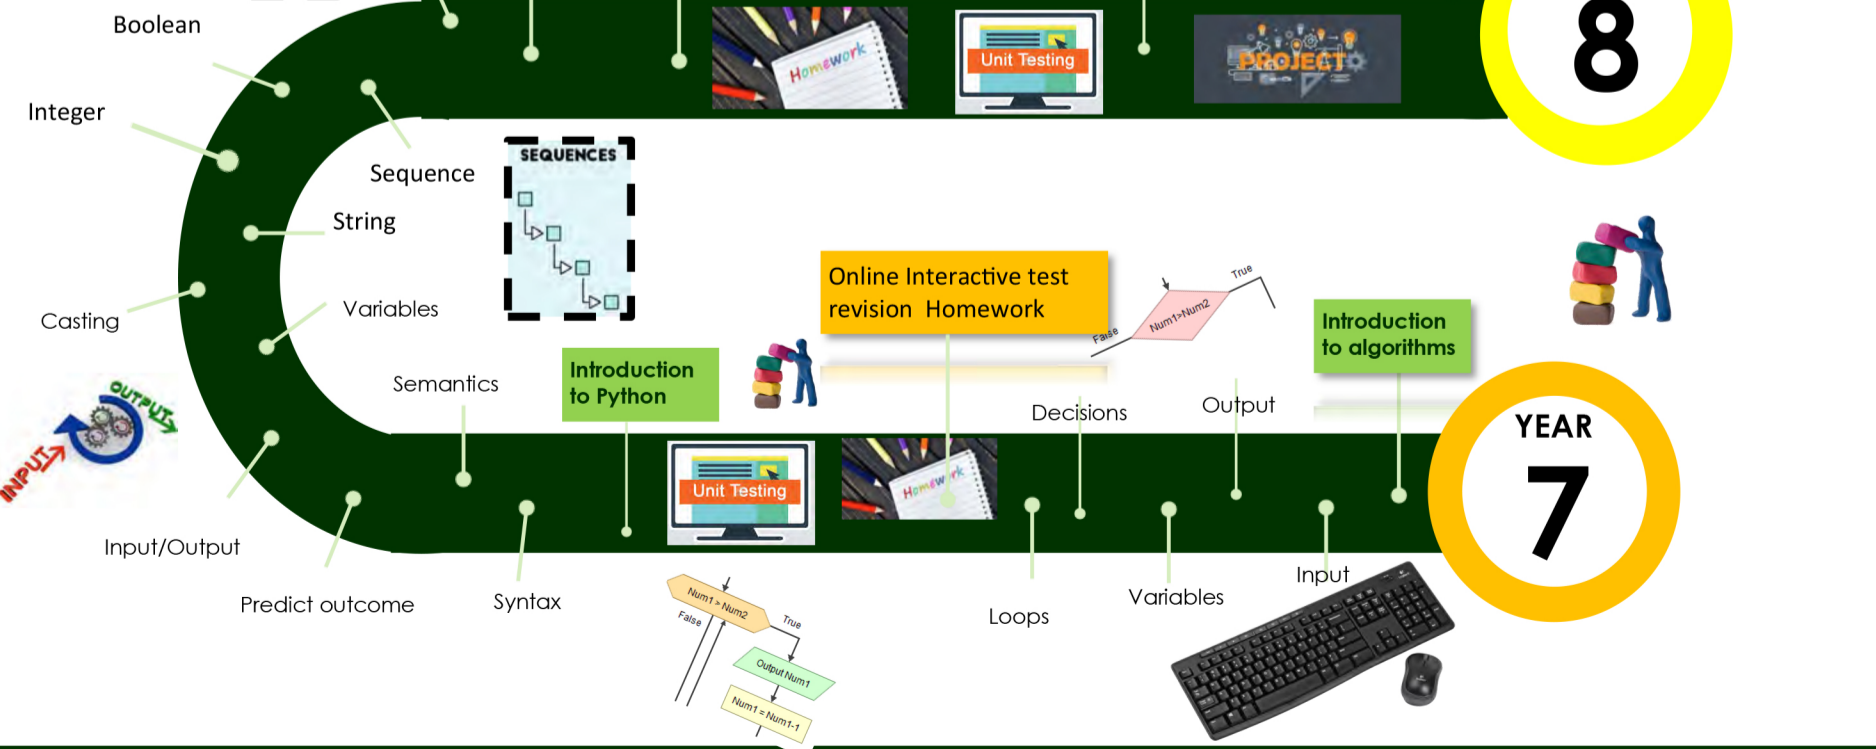 Boolean
Homework
Unit Testing
PROJECT
8
Integer
Sequence
SEQUENCES
String
Online Interactive test
revision  Homework
True
Num1>Num2
False
Introduction
to algorithms
Casting
Variables
Semantics
Introduction
to Python
Decisions
Output
YEAR
7
OUTPUT
INPUT
Unit Testing
Homework
Input/Output
Predict outcome
Syntax
Num1 > Num2
False
True
Output Num1
Num1 = Num1-1
Loops
Variables
Input